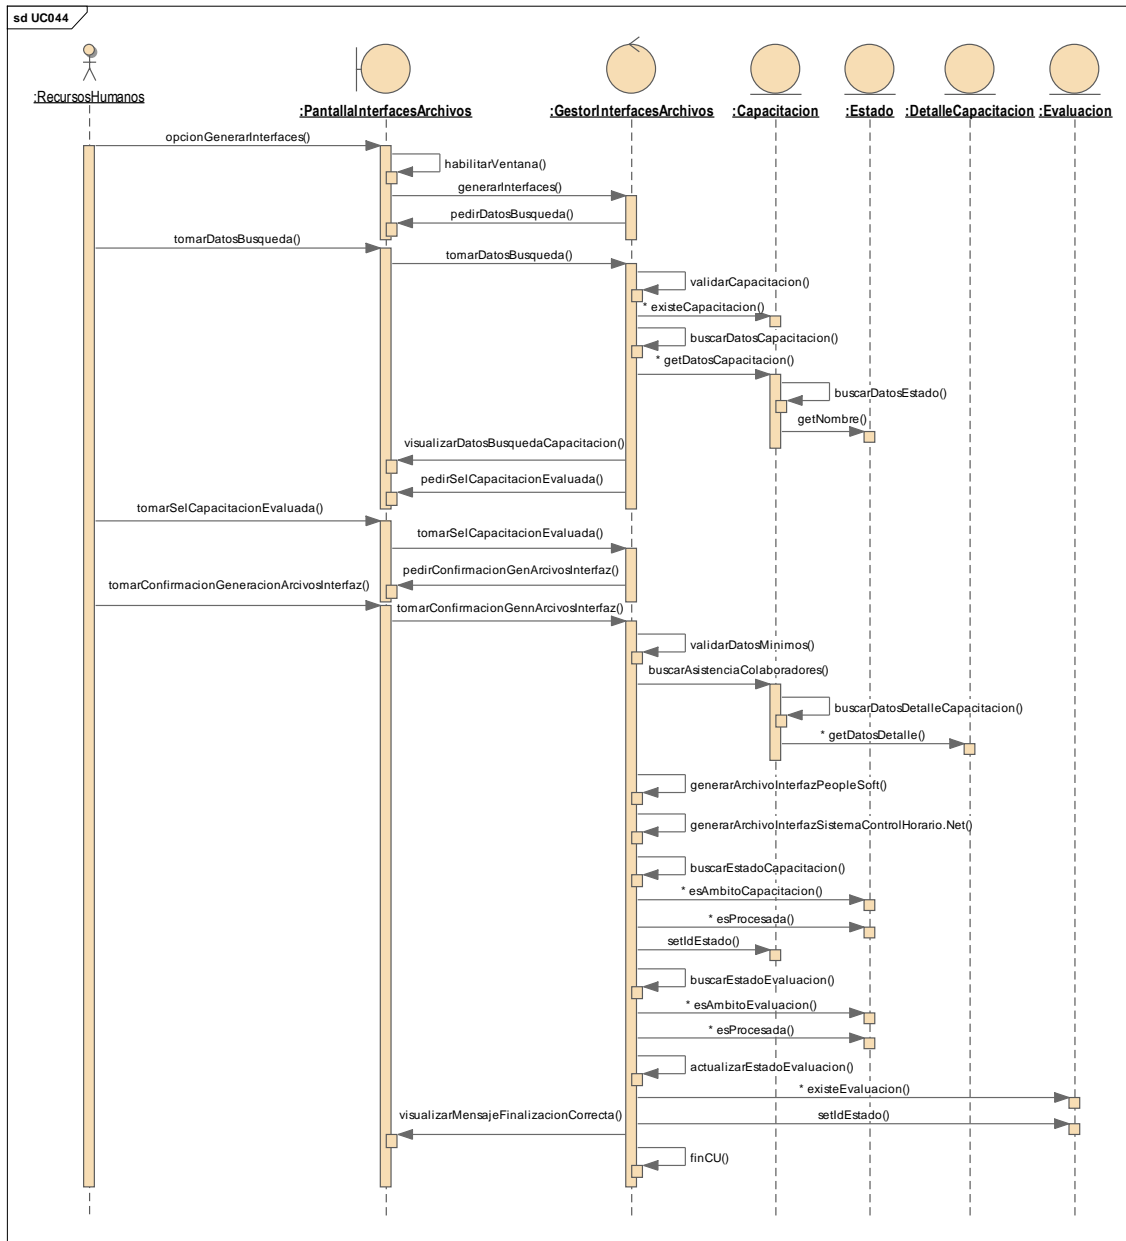 sd UC044
:RecursosHumanos
:PantallaInterfacesArchivos
:GestorInterfacesArchivos
:Capacitacion
:Estado
:DetalleCapacitacion
:Evaluacion
opcionGenerarInterfaces()
habilitarVentana()
generarInterfaces()
pedirDatosBusqueda()
tomarDatosBusqueda()
tomarDatosBusqueda()
validarCapacitacion()
* existeCapacitacion()
buscarDatosCapacitacion()
* getDatosCapacitacion()
buscarDatosEstado()
getNombre()
visualizarDatosBusquedaCapacitacion()
pedirSelCapacitacionEvaluada()
tomarSelCapacitacionEvaluada()
tomarSelCapacitacionEvaluada()
pedirConfirmacionGenArcivosInterfaz()
tomarConfirmacionGeneracionArcivosInterfaz()
tomarConfirmacionGennArcivosInterfaz()
validarDatosMinimos()
buscarAsistenciaColaboradores()
buscarDatosDetalleCapacitacion()
* getDatosDetalle()
generarArchivoInterfazPeopleSoft()
generarArchivoInterfazSistemaControlHorario.Net()
buscarEstadoCapacitacion()
* esAmbitoCapacitacion()
* esProcesada()
setIdEstado()
buscarEstadoEvaluacion()
* esAmbitoEvaluacion()
* esProcesada()
actualizarEstadoEvaluacion()
* existeEvaluacion()
visualizarMensajeFinalizacionCorrecta()
setIdEstado()
finCU()